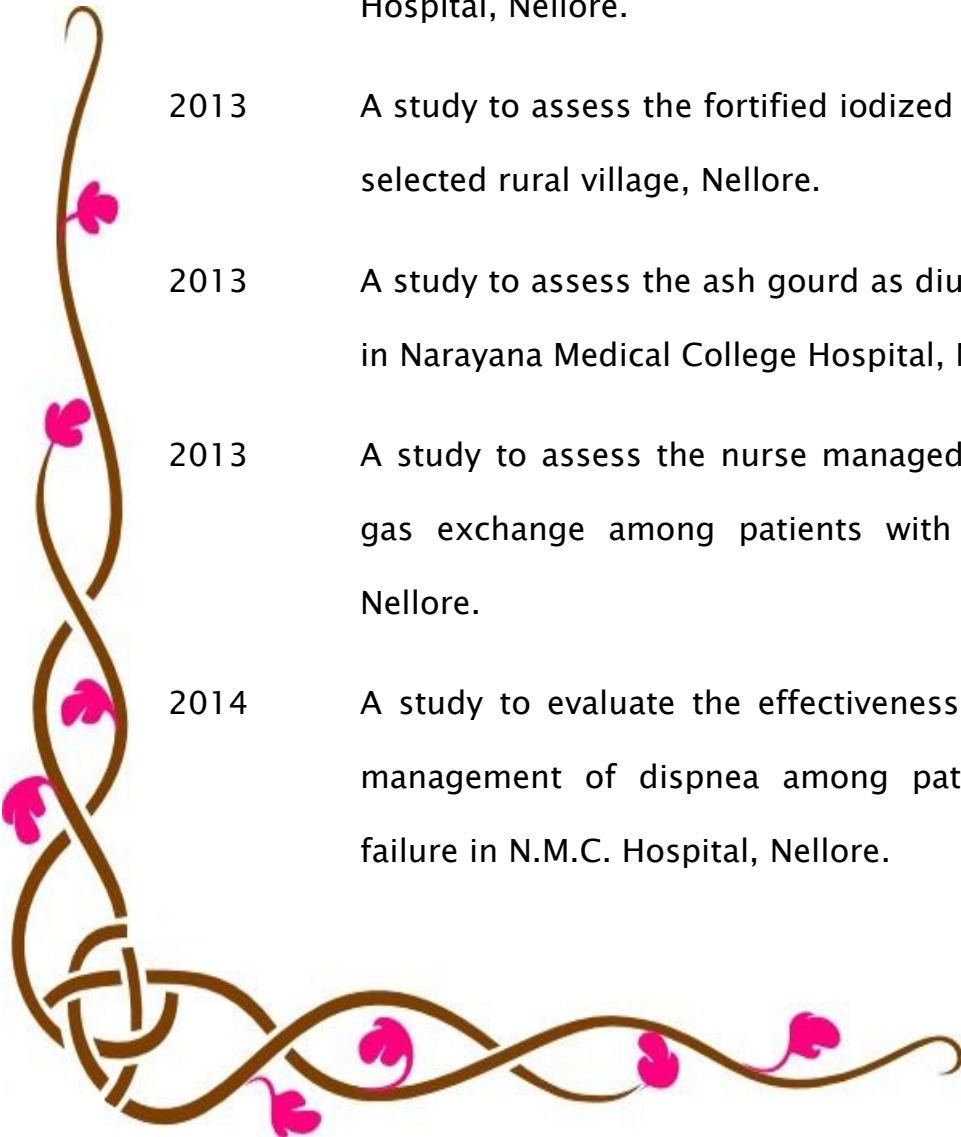 Hospital, Nellore.
2013 A study to assess the fortified iodized
selected rural village, Nellore.
2013 A study to assess the ash gourd as diu
in Narayana Medical College Hospital,
2013 A study to assess the nurse managed
gas exchange among patients with
Nellore.
2014 A study to evaluate the effectiveness
management of dispnea among pat
failure in N.M.C. Hospital, Nellore.